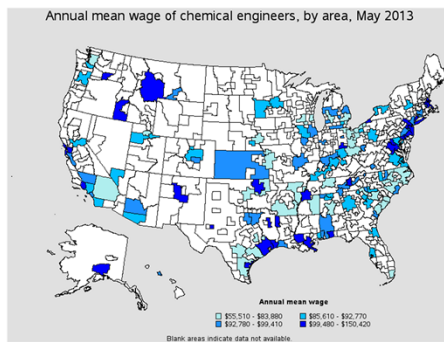 Annual mean wage of chemical engineers, by area, May 2013
Annual mean wage
$55,510 - $83,880 $85,610 - $92,770
$92,780 - $99,410 $99,480 - $150,420
Blank areas indicate data not available.